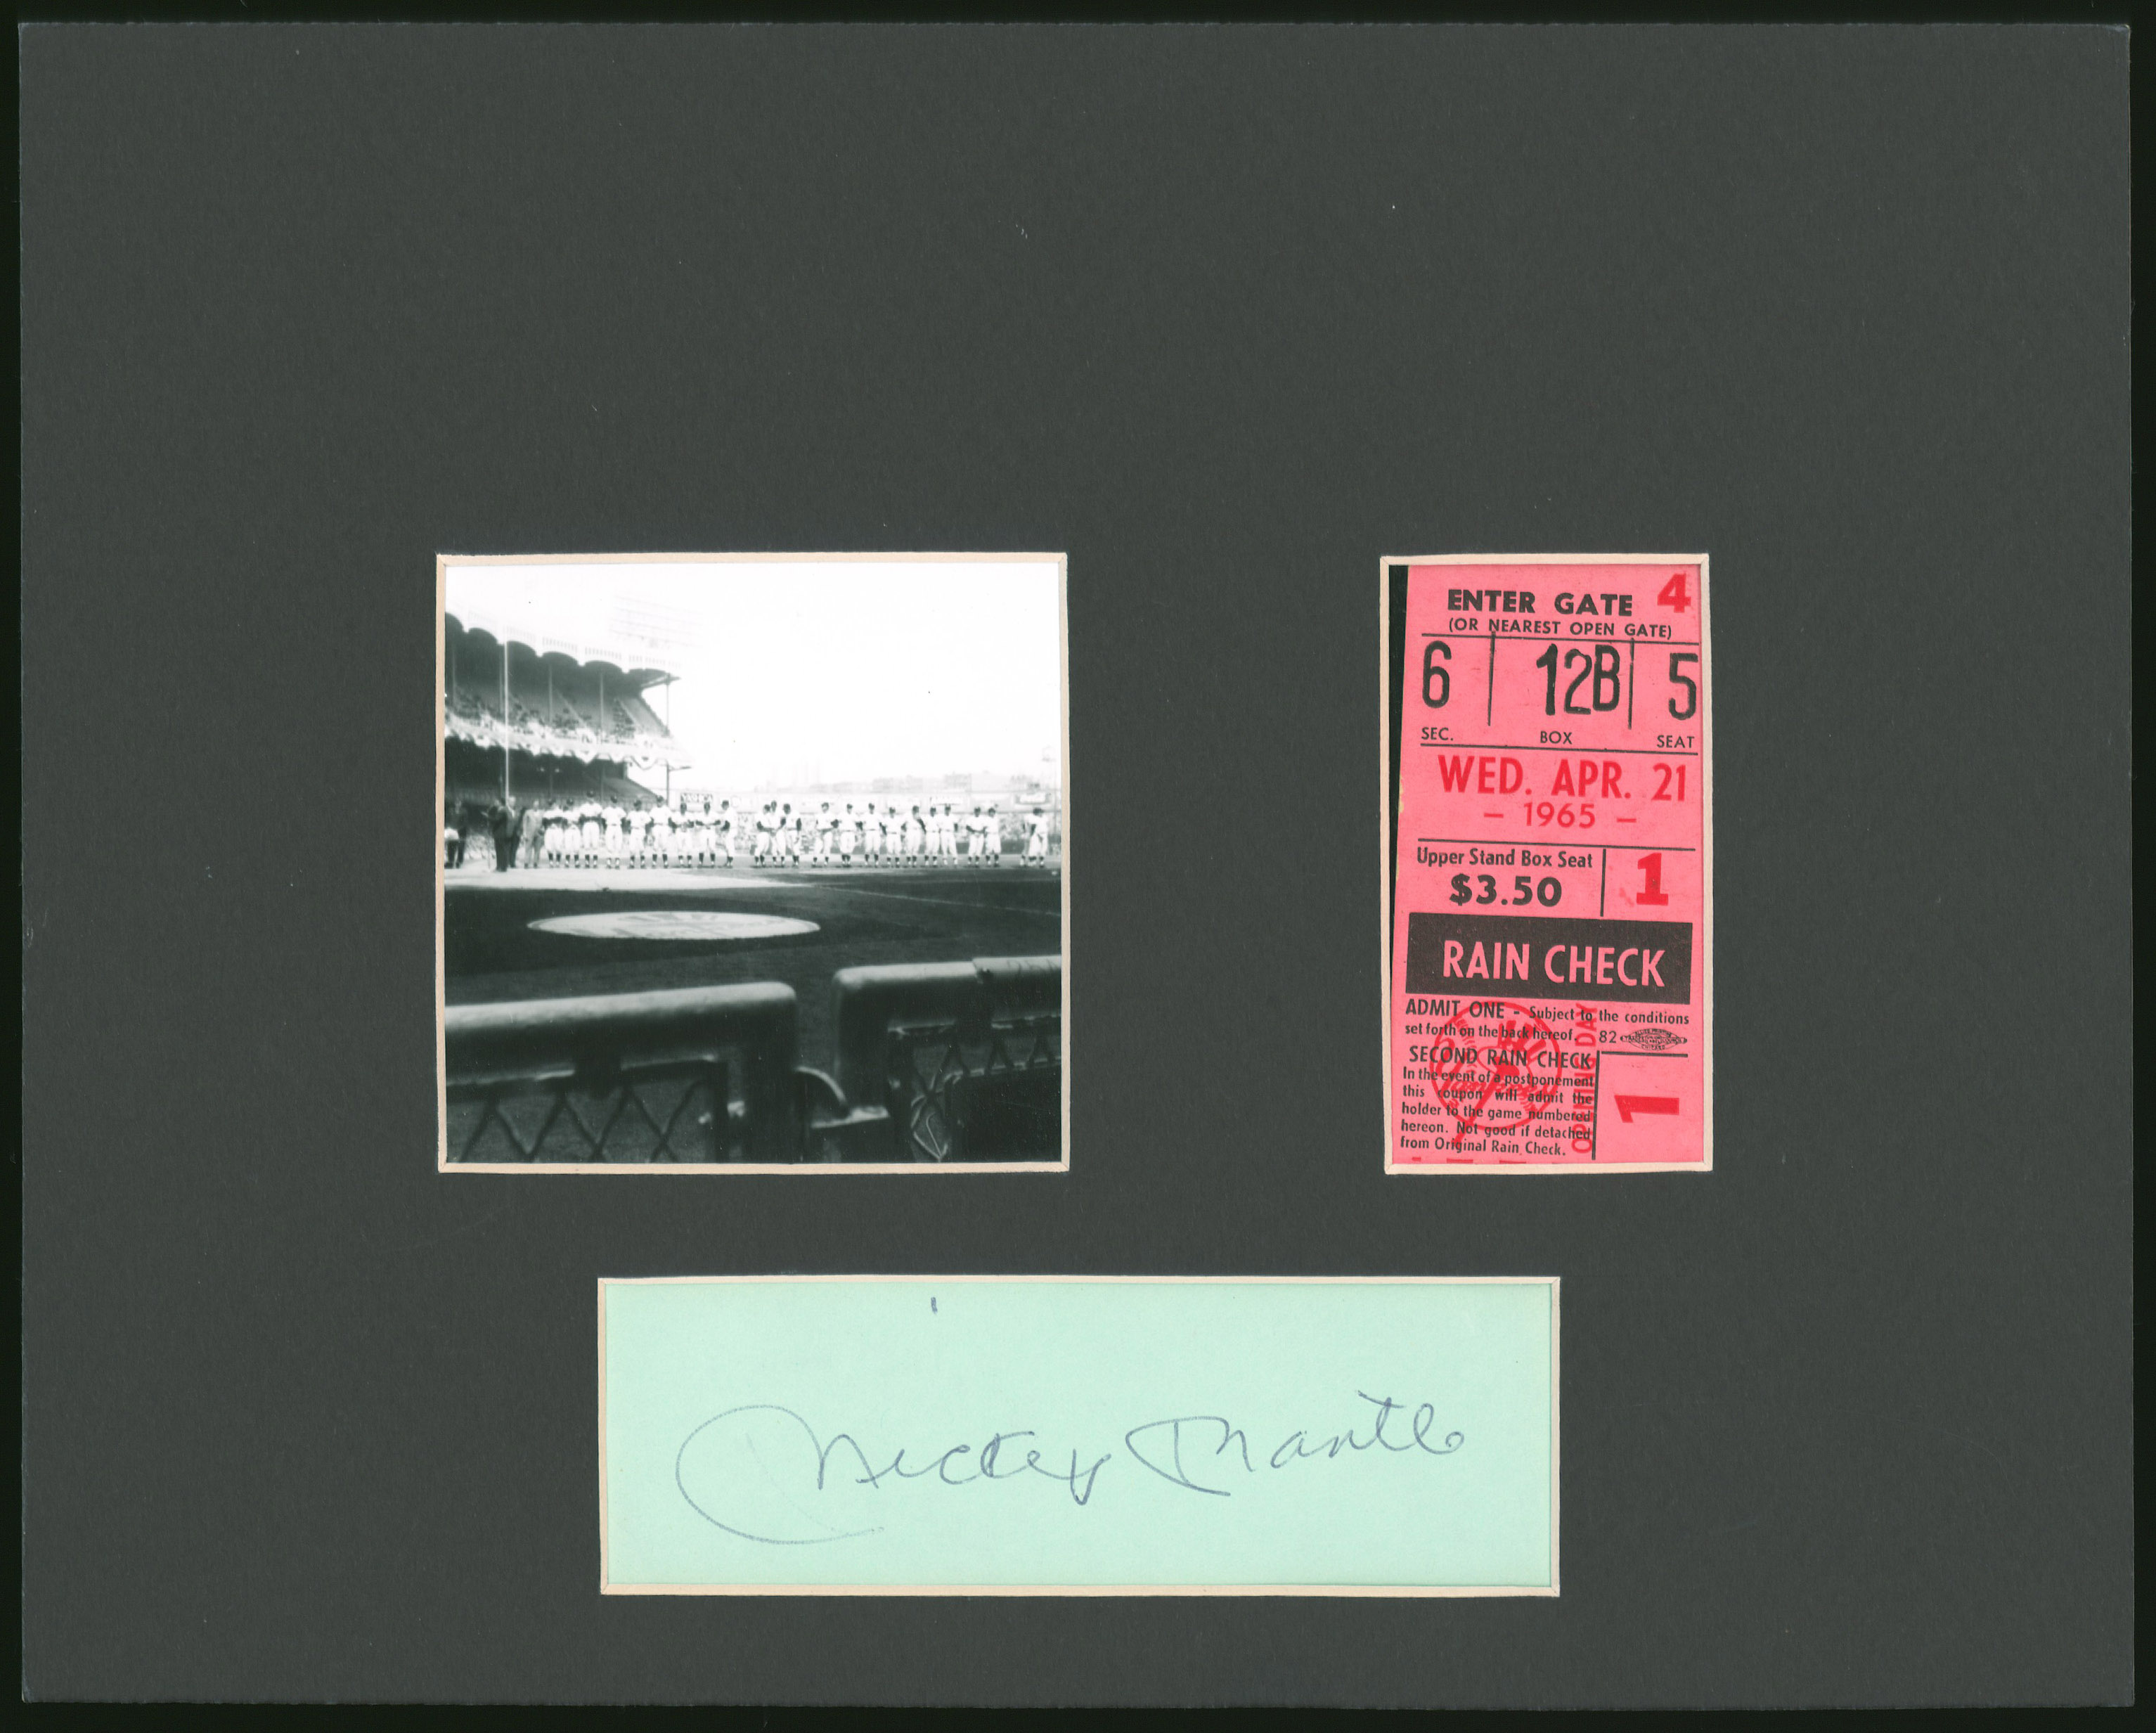 ENTER GATE 4
(OR NEAREST OPEN GATE)
6 12B 5
SEC. BOX SEAT
WED. APR. 21
- 1965 -
Upper Stand Box Seat
$3.50
1
RAIN CHECK
ADMIT ONE - Subject to the conditions
set forth on the back hereof. 82
SECOND RAIN CHECK
In the event of a postponement
this coupon will admit the
holder to the game numbered
hereon. Not good if detached
from Original Rain Check.
OPENING DAY
1
Mickey Mantle